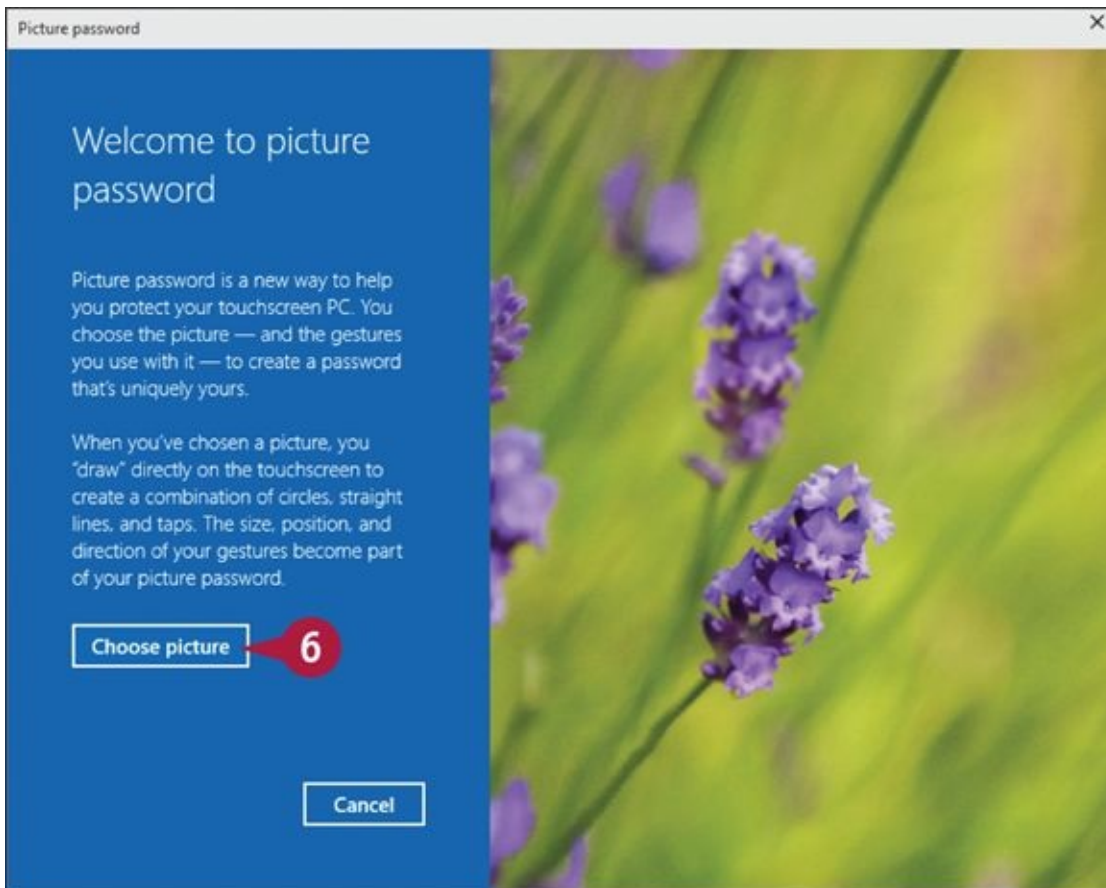 Picture password
Welcome to picture
password
Picture password is a new way to help
you protect your touchscreen PC. You
choose the picture — and the gestures
you use with it — to create a password
that's uniquely yours.
When you've chosen a picture, you
“draw” directly on the touchscreen to
create a combination of circles, straight
lines, and taps. The size, position, and
direction of your gestures become part
of your picture password.
Choose picture 6
Cancel